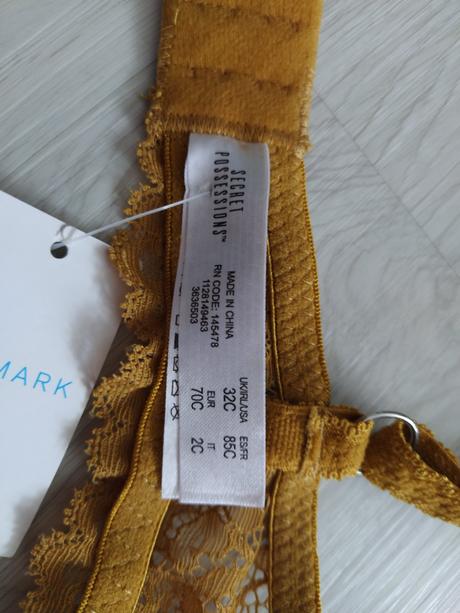 SECRET
POSSESSIONS™
MADE IN CHINA
RN CODE: 145478
1128149463
3636503
UK/IRL/USA ES/FR
32C 85C
EUR IT
70C 2C
MARK